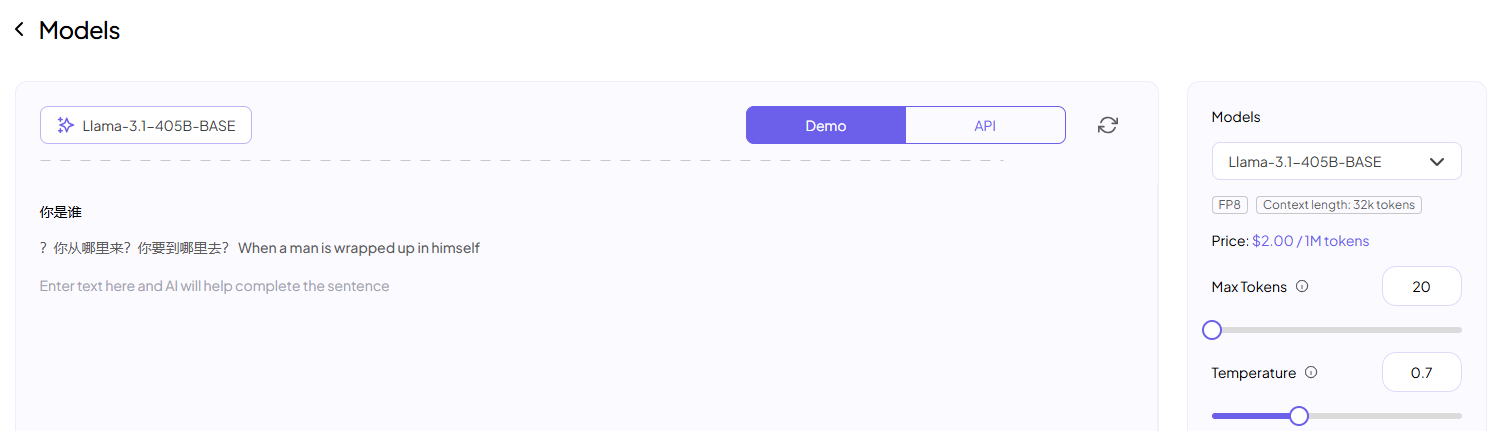 Models
Llama-3.1-405B-BASE
Demo
API
你是谁
？你从哪里来？你要到哪里去？ When a man is wrapped up in himself
Enter text here and AI will help complete the sentence
Models
Llama-3.1-405B-BASE
FP8 Context length: 32k tokens
Price: $2.00 / 1M tokens
Max Tokens 20
Temperature 0.7